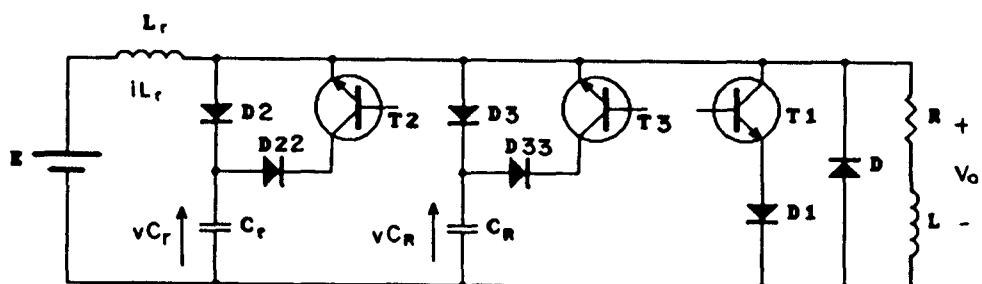 Lr
iLr
D2
T2
D3
T3
T1
R
+
D22
D33
D
Vo
E
D1
L
-
vCr
Cr
vCR
CR